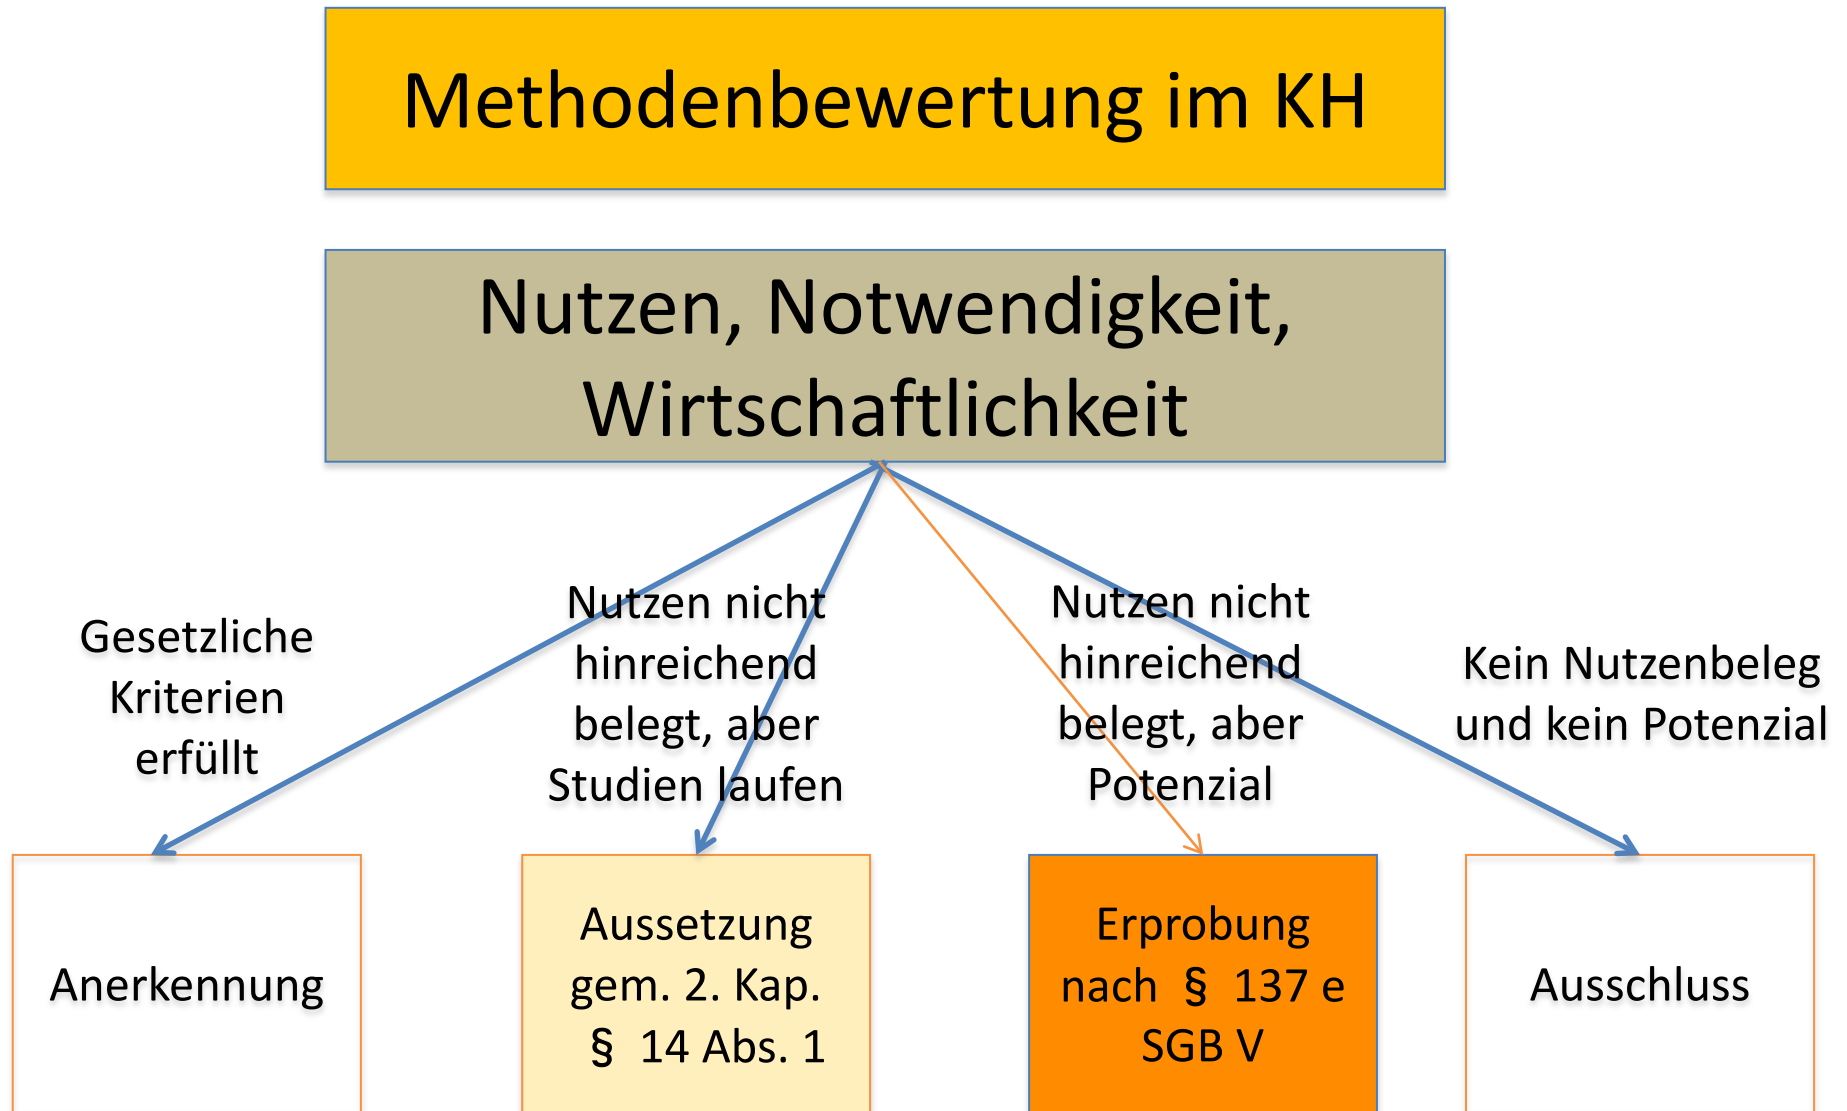 Methodenbewertung im KH
Nutzen, Notwendigkeit,
Wirtschaftlichkeit
Gesetzliche
Kriterien
erfüllt
Nutzen nicht
hinreichend
belegt, aber
Studien laufen
Nutzen nicht
hinreichend
belegt, aber
Potenzial
Kein Nutzenbeleg
und kein Potenzial
Anerkennung
Aussetzung
gem. 2. Kap.
§ 14 Abs. 1
Erprobung
nach § 137 e
SGB V
Ausschluss